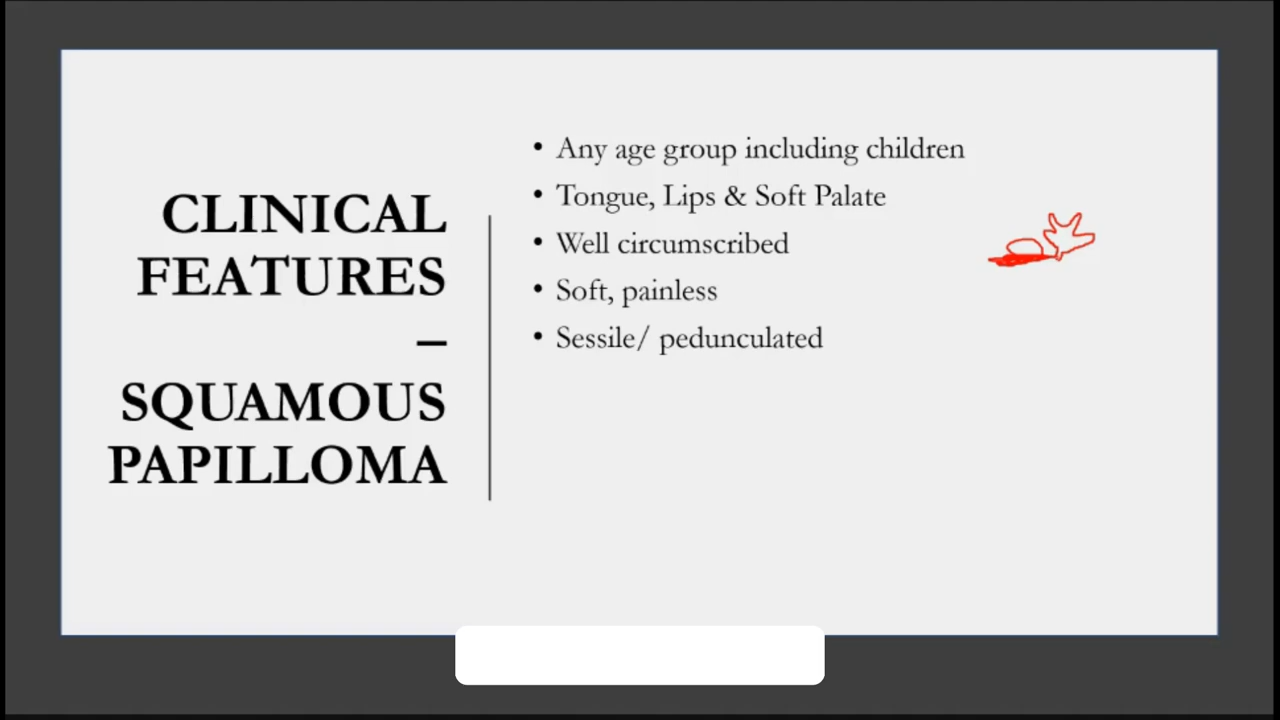 CLINICAL
FEATURES
–
SQUAMOUS
PAPILLOMA
• Any age group including children
• Tongue, Lips & Soft Palate
• Well circumscribed
• Soft, painless
• Sessile/ pedunculated